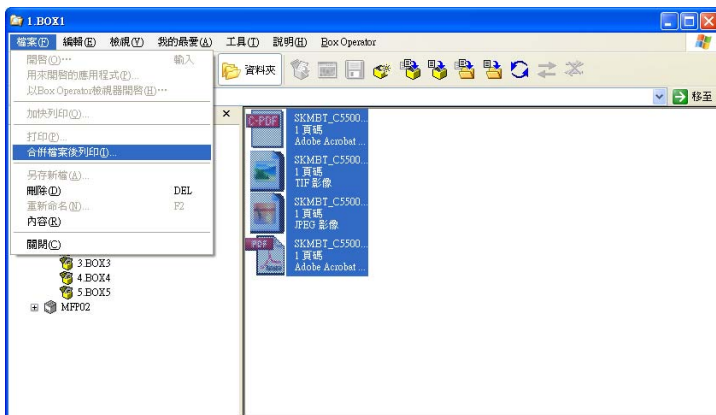 1.BOX1
檔案(F) 編輯(E) 檢視(V) 我的最愛(A) 工具(T) 說明(H) Box Operator
開啓(O)… 輸入
用來開啓的應用程式(P)...
以Box Operator檢視器開啓(H)…
加快列印(Q)...
打印(P)...
合併檔案後列印(I)...
另存新檔(A)...
刪除(D) DEL
重新命名(N)... F2
內容(R)
關閉(C)
資料夾
移至
3.BOX3
4.BOX4
5.BOX5
MFP02
C-PDF
SKMBT_C5500...
1 頁碼
Adobe Acrobat ...
SKMBT_C5500...
1 頁碼
TIF 影像
SKMBT_C5500...
1 頁碼
JPEG 影像
PDF
SKMBT_C5500...
1 頁碼
Adobe Acrobat ...